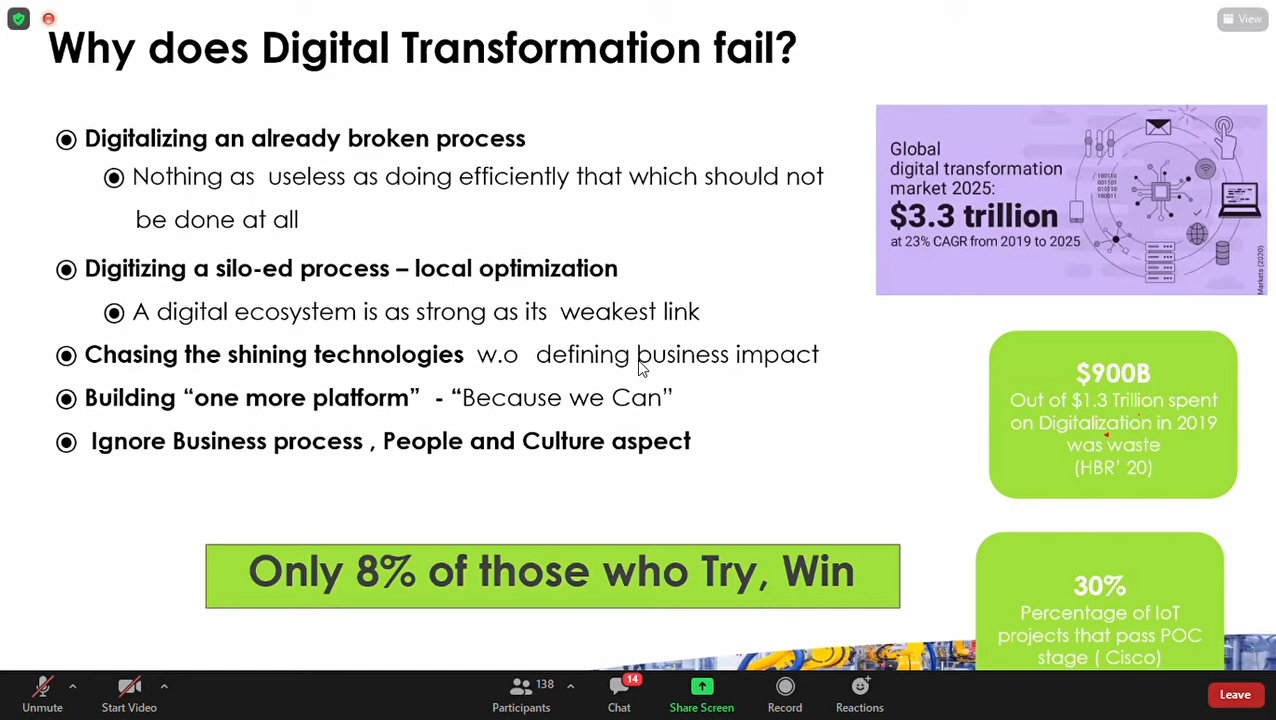 View
Why does Digital Transformation fail?
Digitalizing an already broken process
Nothing as useless as doing efficiently that which should not
be done at all
Digitizing a silo-ed process – local optimization
A digital ecosystem is as strong as its weakest link
Chasing the shining technologies w.o defining business impact
Building “one more platform” - “Because we Can”
Ignore Business process , People and Culture aspect
Only 8% of those who Try, Win
Global
digital transformation
market 2025:
$3.3 trillion
at 23% CAGR from 2019 to 2025
Markets (2020)
100110
001101
010110
$900B
Out of $1.3 Trillion spent
on Digitalization in 2019
was waste
(HBR’ 20)
30%
Percentage of IoT
projects that pass POC
stage ( Cisco)
Unmute
Start Video
138
Participants
14
Chat
Share Screen
Record
Reactions
Leave